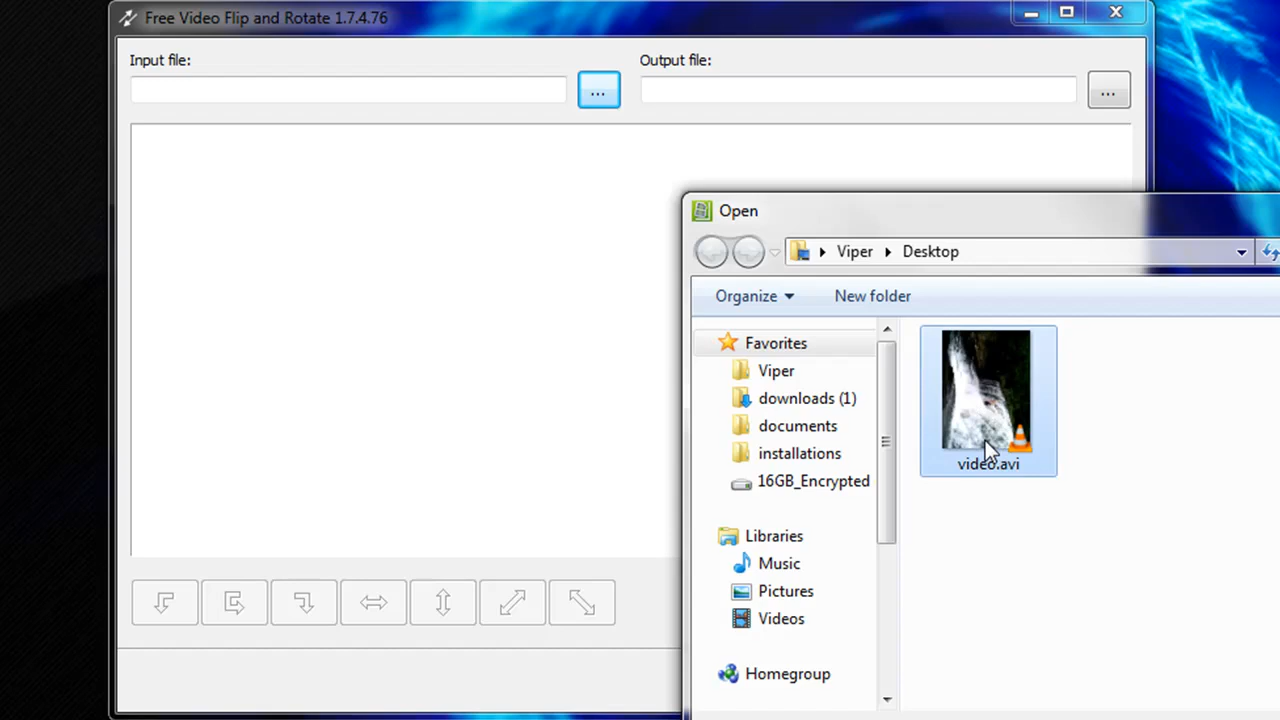 Free Video Flip and Rotate 1.7.4.76
Input file:
Output file:
...
...
Open
Viper
Desktop
Organize
New folder
Favorites
Viper
downloads (1)
documents
installations
16GB_Encrypted
Libraries
Music
Pictures
Videos
Homegroup
video.avi